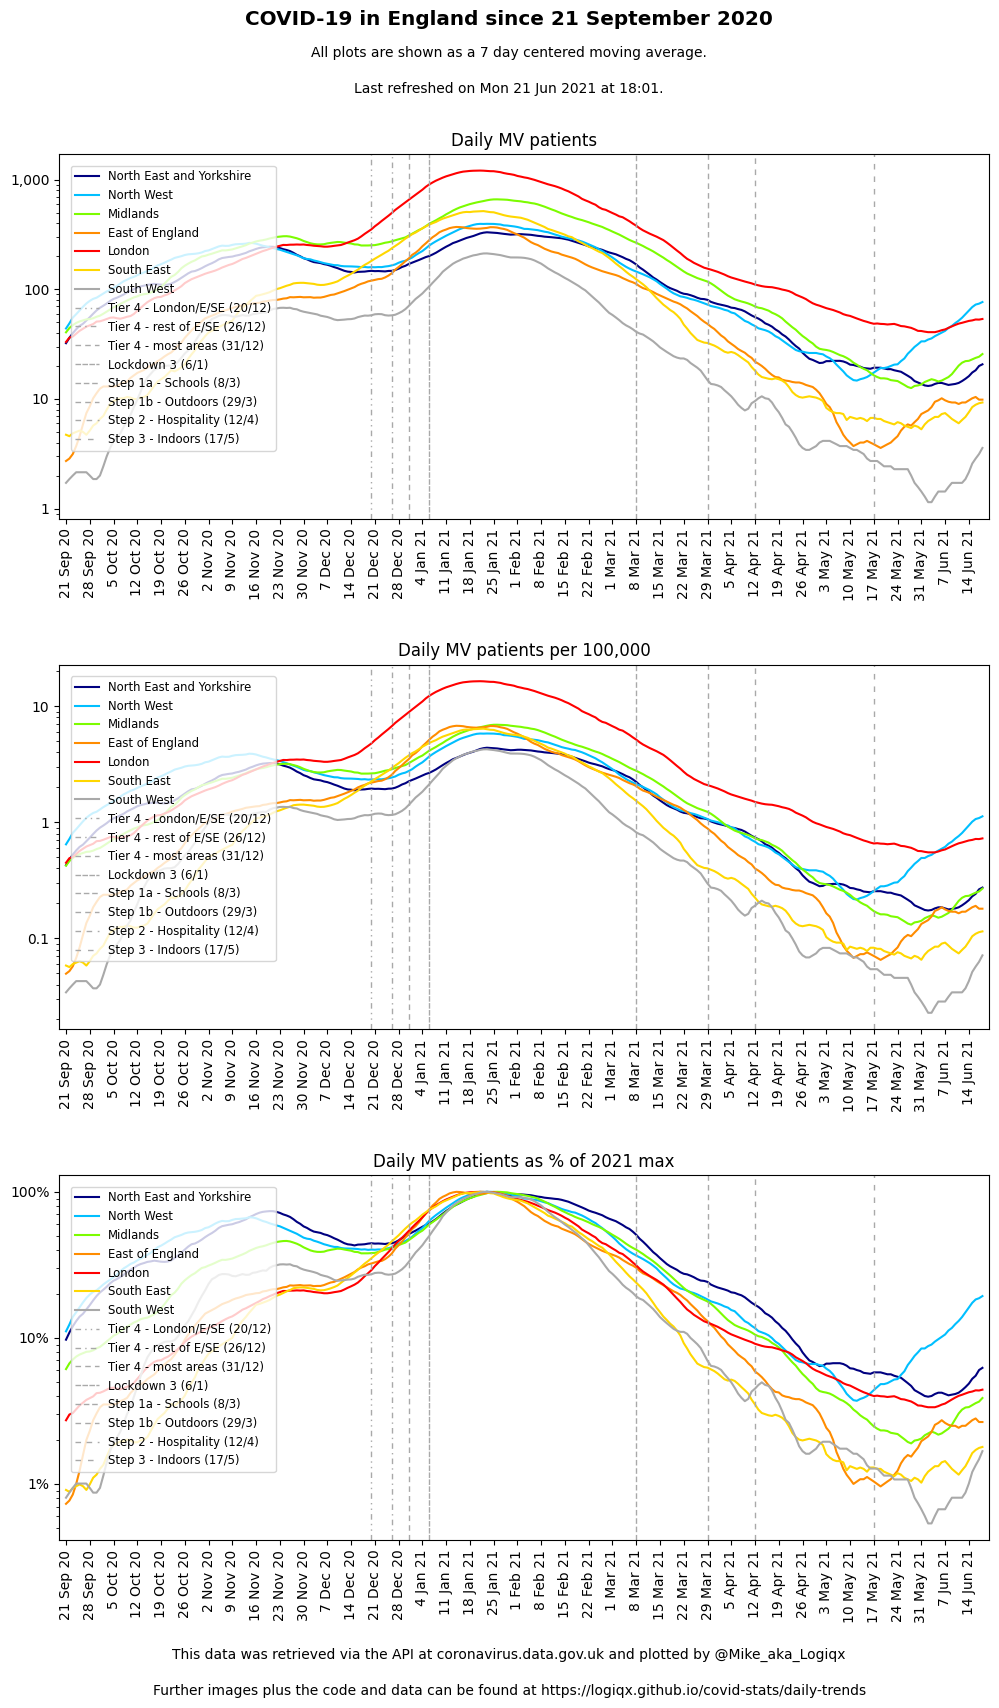 COVID-19 in England since 21 September 2020
All plots are shown as a 7 day centered moving average.
Last refreshed on Mon 21 Jun 2021 at 18:01.
Daily MV patients
1,000
100
10
1
North East and Yorkshire
North West
Midlands
East of England
London
South East
South West
Tier 4 - London/E/SE (20/12)
Tier 4 - rest of E/SE (26/12)
Tier 4 - most areas (31/12)
Lockdown 3 (6/1)
Step 1a - Schools (8/3)
Step 1b - Outdoors (29/3)
Step 2 - Hospitality (12/4)
Step 3 - Indoors (17/5)
21 Sep 20
28 Sep 20
5 Oct 20
12 Oct 20
19 Oct 20
26 Oct 20
2 Nov 20
9 Nov 20
16 Nov 20
23 Nov 20
30 Nov 20
7 Dec 20
14 Dec 20
21 Dec 20
28 Dec 20
4 Jan 21
11 Jan 21
18 Jan 21
25 Jan 21
1 Feb 21
8 Feb 21
15 Feb 21
22 Feb 21
1 Mar 21
8 Mar 21
15 Mar 21
22 Mar 21
29 Mar 21
5 Apr 21
12 Apr 21
19 Apr 21
26 Apr 21
3 May 21
10 May 21
17 May 21
24 May 21
31 May 21
7 Jun 21
14 Jun 21
Daily MV patients per 100,000
10
1
0.1
North East and Yorkshire
North West
Midlands
East of England
London
South East
South West
Tier 4 - London/E/SE (20/12)
Tier 4 - rest of E/SE (26/12)
Tier 4 - most areas (31/12)
Lockdown 3 (6/1)
Step 1a - Schools (8/3)
Step 1b - Outdoors (29/3)
Step 2 - Hospitality (12/4)
Step 3 - Indoors (17/5)
21 Sep 20
28 Sep 20
5 Oct 20
12 Oct 20
19 Oct 20
26 Oct 20
2 Nov 20
9 Nov 20
16 Nov 20
23 Nov 20
30 Nov 20
7 Dec 20
14 Dec 20
21 Dec 20
28 Dec 20
4 Jan 21
11 Jan 21
18 Jan 21
25 Jan 21
1 Feb 21
8 Feb 21
15 Feb 21
22 Feb 21
1 Mar 21
8 Mar 21
15 Mar 21
22 Mar 21
29 Mar 21
5 Apr 21
12 Apr 21
19 Apr 21
26 Apr 21
3 May 21
10 May 21
17 May 21
24 May 21
31 May 21
7 Jun 21
14 Jun 21
Daily MV patients as % of 2021 max
100%
10%
1%
North East and Yorkshire
North West
Midlands
East of England
London
South East
South West
Tier 4 - London/E/SE (20/12)
Tier 4 - rest of E/SE (26/12)
Tier 4 - most areas (31/12)
Lockdown 3 (6/1)
Step 1a - Schools (8/3)
Step 1b - Outdoors (29/3)
Step 2 - Hospitality (12/4)
Step 3 - Indoors (17/5)
21 Sep 20
28 Sep 20
5 Oct 20
12 Oct 20
19 Oct 20
26 Oct 20
2 Nov 20
9 Nov 20
16 Nov 20
23 Nov 20
30 Nov 20
7 Dec 20
14 Dec 20
21 Dec 20
28 Dec 20
4 Jan 21
11 Jan 21
18 Jan 21
25 Jan 21
1 Feb 21
8 Feb 21
15 Feb 21
22 Feb 21
1 Mar 21
8 Mar 21
15 Mar 21
22 Mar 21
29 Mar 21
5 Apr 21
12 Apr 21
19 Apr 21
26 Apr 21
3 May 21
10 May 21
17 May 21
24 May 21
31 May 21
7 Jun 21
14 Jun 21
This data was retrieved via the API at coronavirus.data.gov.uk and plotted by @Mike_aka_Logiqx
Further images plus the code and data can be found at https://logiqx.github.io/covid-stats/daily-trends